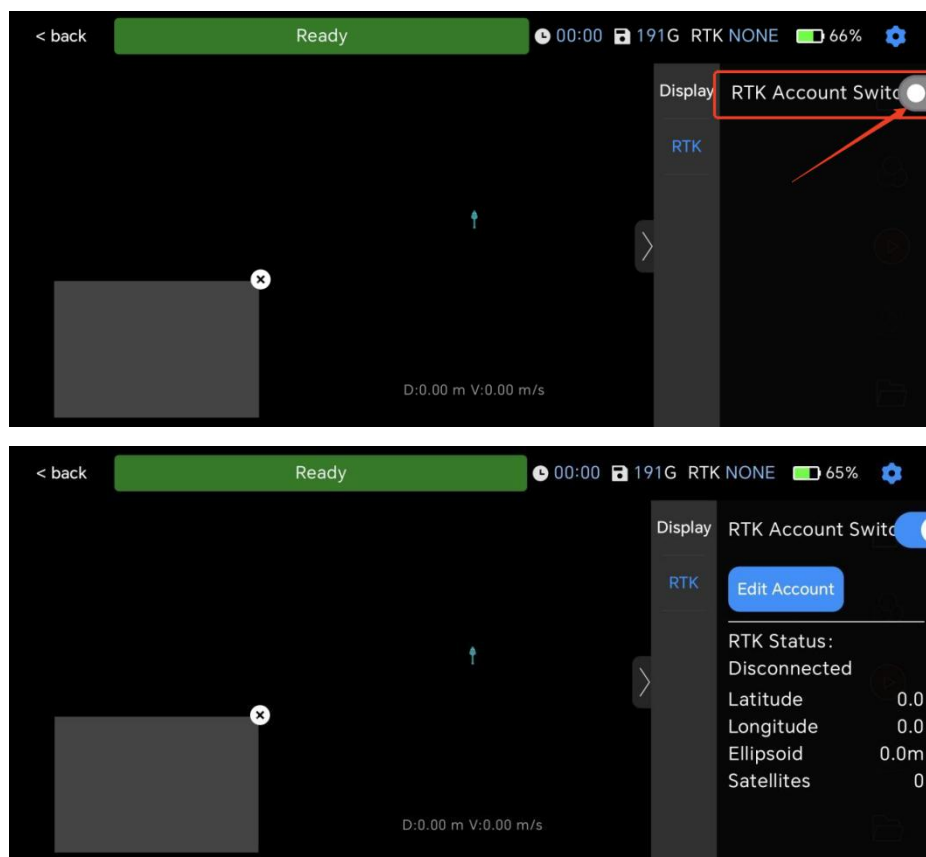 < back Ready 00:00 191G RTK NONE 66%
Display RTK Account Switc
RTK
D:0.00 m V:0.00 m/s
< back Ready 00:00 191G RTK NONE 65%
Display RTK Account Switc
RTK Edit Account
RTK Status:
Disconnected
Latitude 0.0
Longitude 0.0
Ellipsoid 0.0m
Satellites 0
D:0.00 m V:0.00 m/s